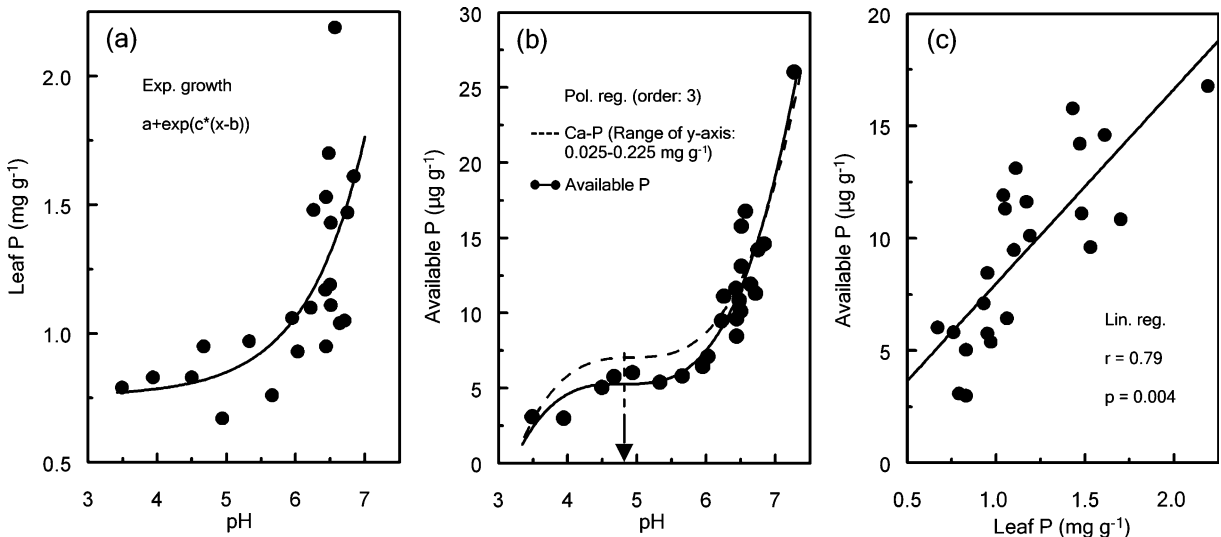 (a)
Exp. growth
a+exp(c*(x-b))
Leaf P (mg g⁻¹)
2.0
1.5
1.0
0.5
3 4 5 6 7
pH
(b)
Pol. reg. (order: 3)
Ca-P (Range of y-axis:
0.025-0.225 mg g⁻¹)
Available P
Available P (µg g⁻¹)
30
25
20
15
10
5
0
3 4 5 6 7
pH
(c)
Lin. reg.
r = 0.79
p = 0.004
Available P (µg g⁻¹)
20
15
10
5
0
0.5 1.0 1.5 2.0
Leaf P (mg g⁻¹)